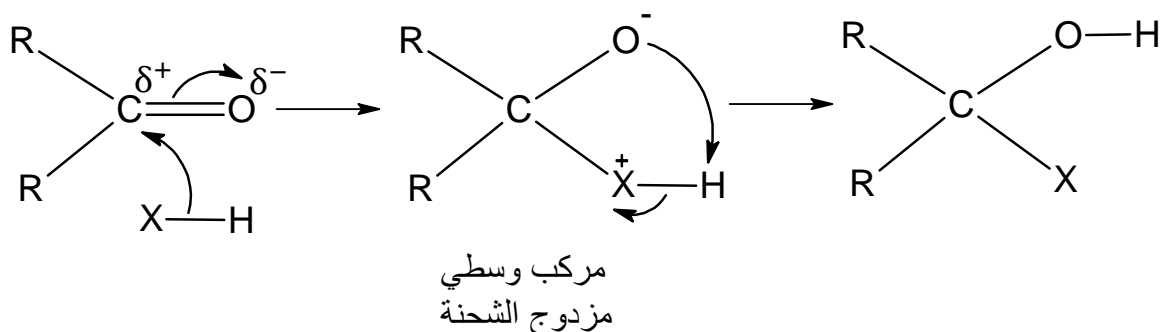 R R C δ+ O δ− X H
R R C O - X + H
R R C O H X
مركب وسطي
مزدوج الشحنة